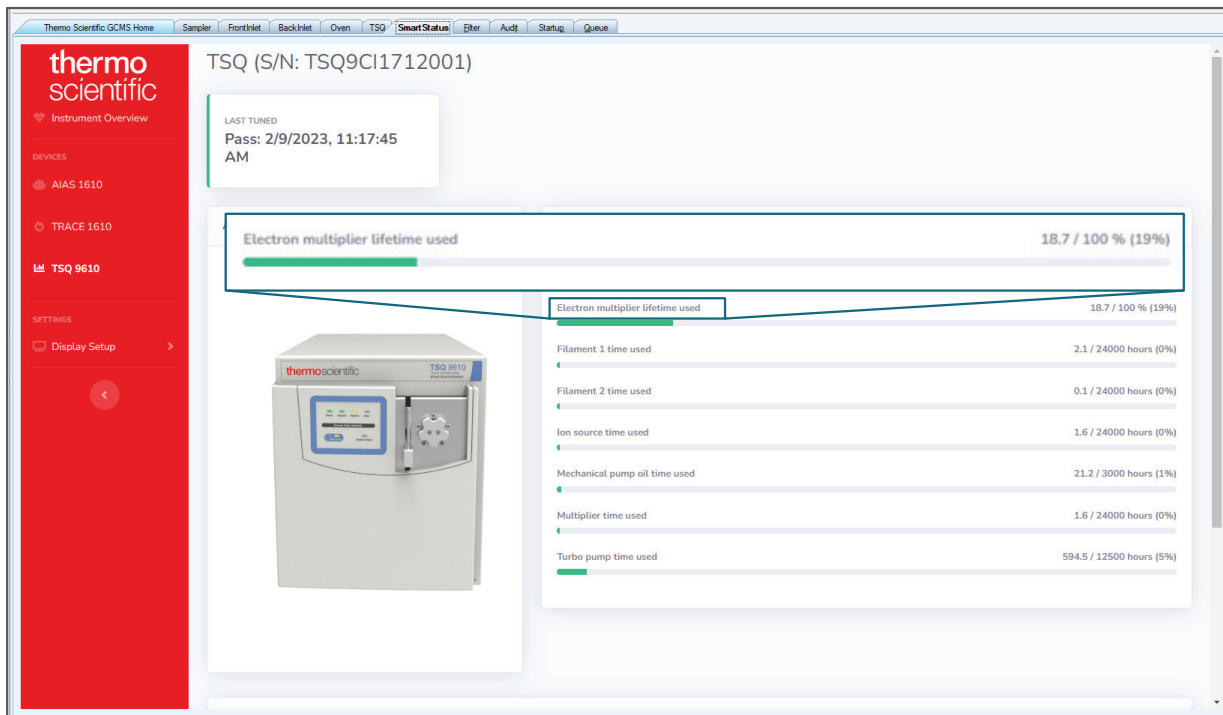 Thermo Scientific GCMS Home Sampler FrontInlet BackInlet Oven TSQ SmartStatus Filter Audit Startup Queue
thermo
scientific
Instrument Overview
DEVICES
AIAS 1610
TRACE 1610
TSQ 9610
SETTINGS
Display Setup
TSQ (S/N: TSQ9CI1712001)
LAST TUNED
Pass: 2/9/2023, 11:17:45
AM
Electron multiplier lifetime used 18.7 / 100 % (19%)
Electron multiplier lifetime used 18.7 / 100 % (19%)
Filament 1 time used 2.1 / 24000 hours (0%)
Filament 2 time used 0.1 / 24000 hours (0%)
Ion source time used 1.6 / 24000 hours (0%)
Mechanical pump oil time used 21.2 / 3000 hours (1%)
Multiplier time used 1.6 / 24000 hours (0%)
Turbo pump time used 594.5 / 12500 hours (5%)
thermoscientific
TSQ 9610